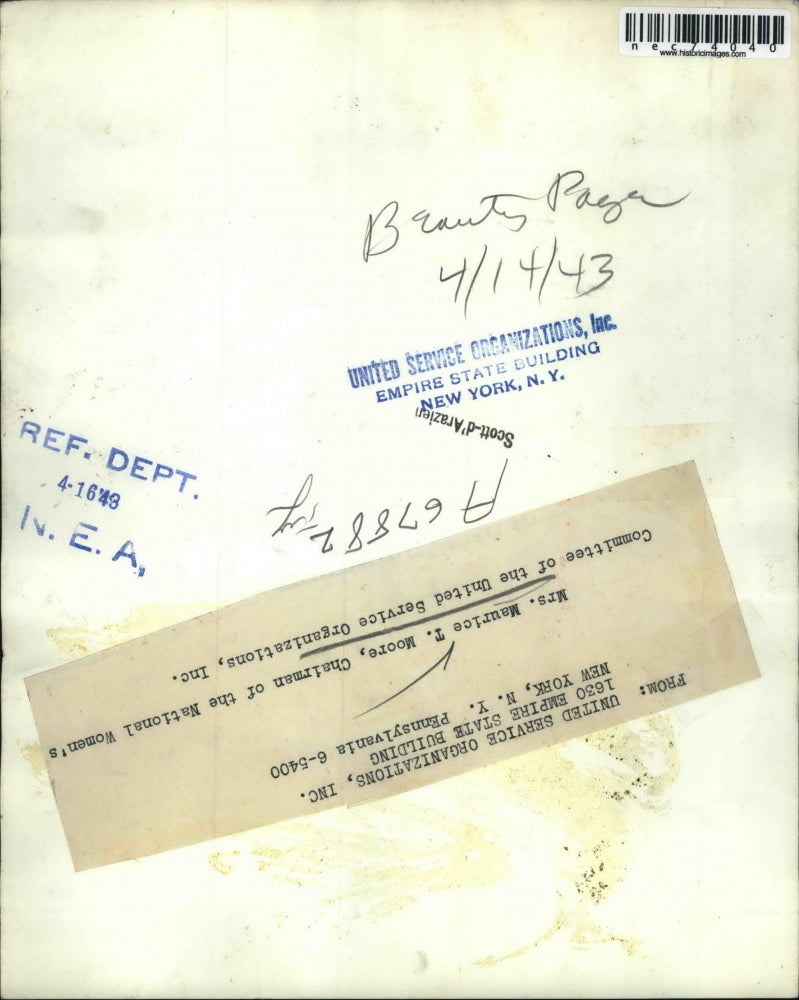 nec74040
www.historicimages.com
Beauty Page
4/14/43
UNITED SERVICE ORGANIZATIONS, Inc.
EMPIRE STATE BUILDING
NEW YORK, N. Y.
Scott-d'Arazien
REF. DEPT.
4-16 43
N. E. A,
A 67882
FROM:
UNITED SERVICE ORGANIZATIONS, INC.
1630 EMPIRE STATE BUILDING
NEW YORK, N. Y. PEnnsylvania 6-5400
Mrs. Maurice T. Moore, Chairman of the National Women's
Committee of the United Service Organizations, Inc.